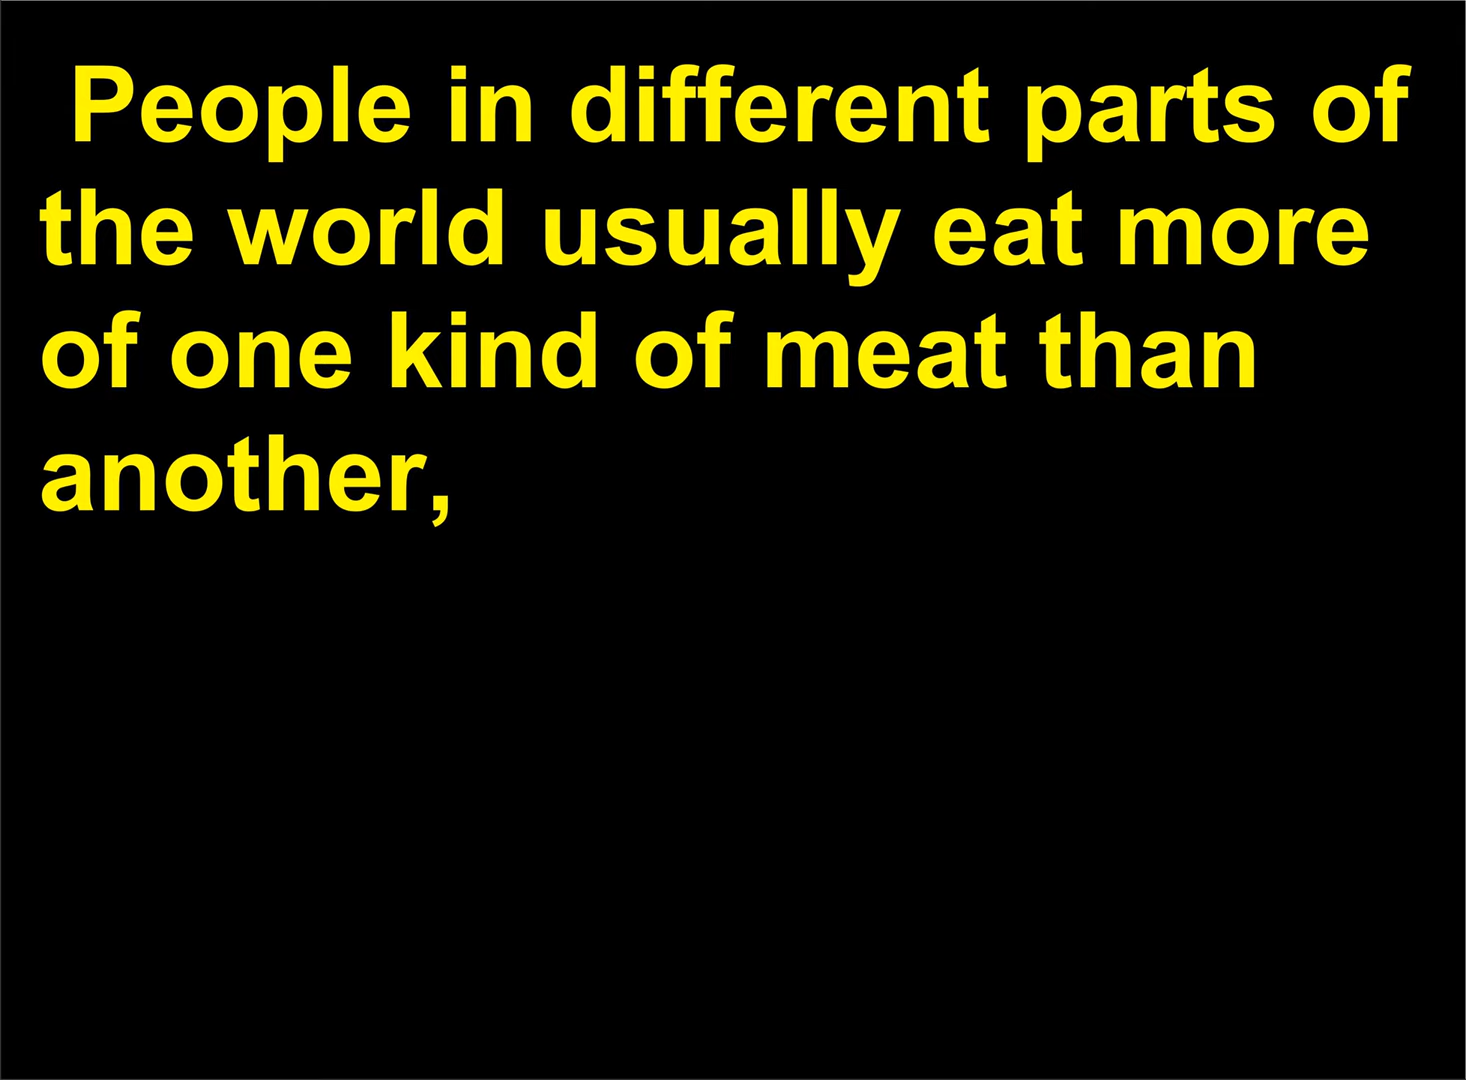 People in different parts of
the world usually eat more
of one kind of meat than
another,